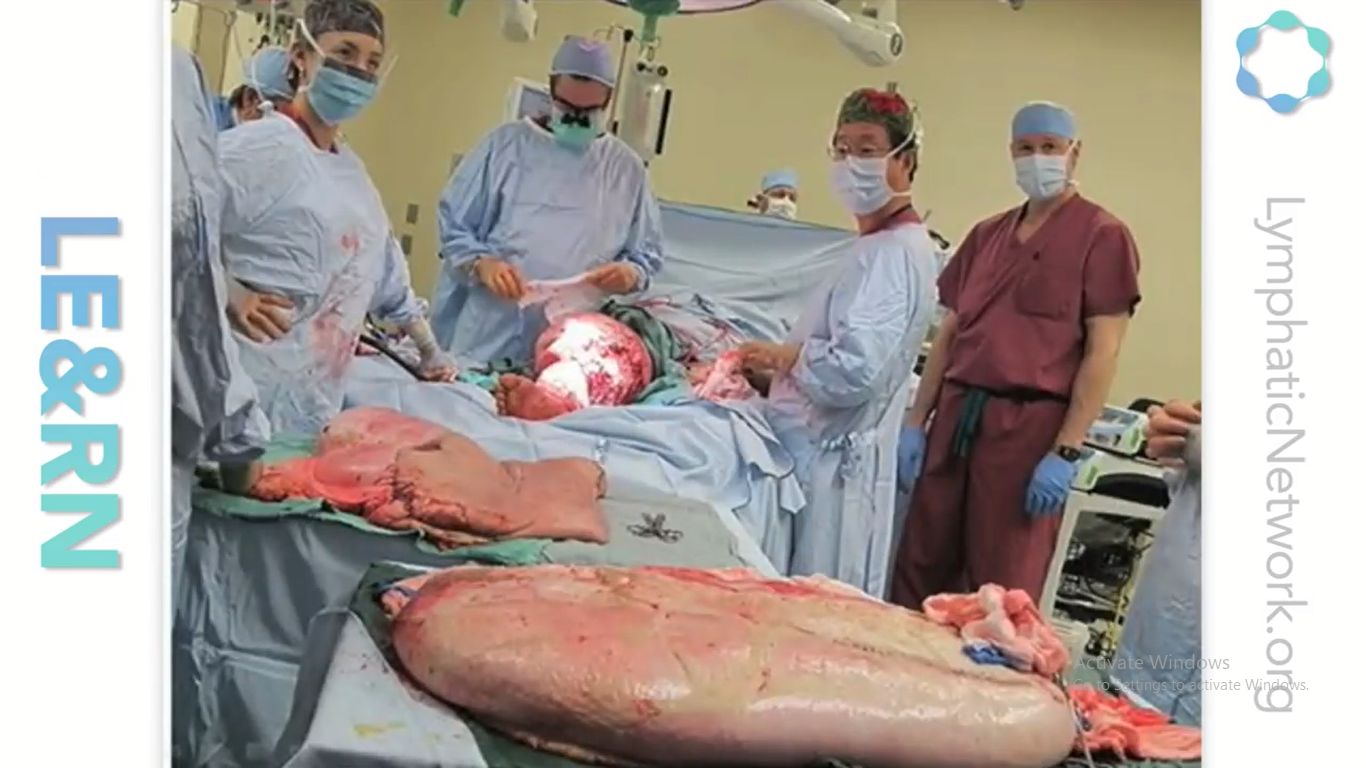 LE&RN
LymphaticNetwork.org
Activate Windows
Go to Settings to activate Windows.